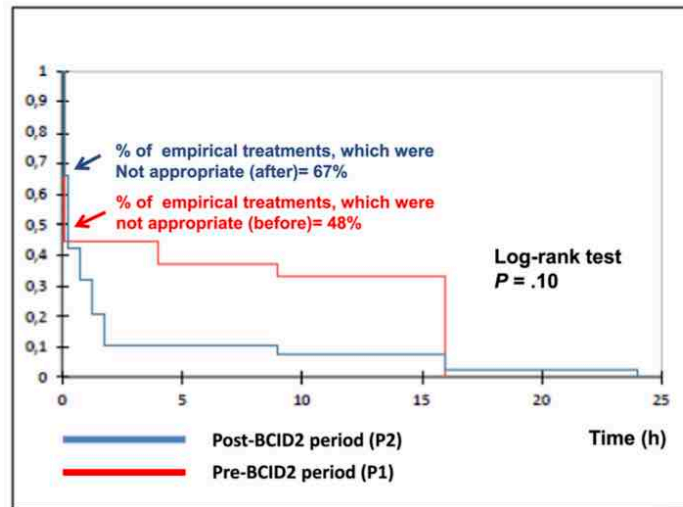 1
0,9
0,8
0,7
0,6
0,5
0,4
0,3
0,2
0,1
0
% of empirical treatments, which were
Not appropriate (after)= 67%
% of empirical treatments, which were
not appropriate (before)= 48%
Log-rank test
P = .10
0 5 10 15 20 25
Post-BCID2 period (P2)
Time (h)
Pre-BCID2 period (P1)